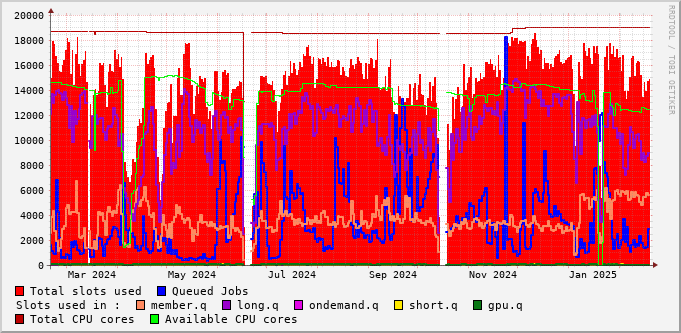 20000
18000
16000
14000
12000
10000
8000
6000
4000
2000
0
Mar 2024 May 2024 Jul 2024 Sep 2024 Nov 2024 Jan 2025
Total slots used Queued Jobs
Slots used in : member.q long.q ondemand.q short.q gpu.q
Total CPU cores Available CPU cores
RRDTOOL / TOBI OETIKER